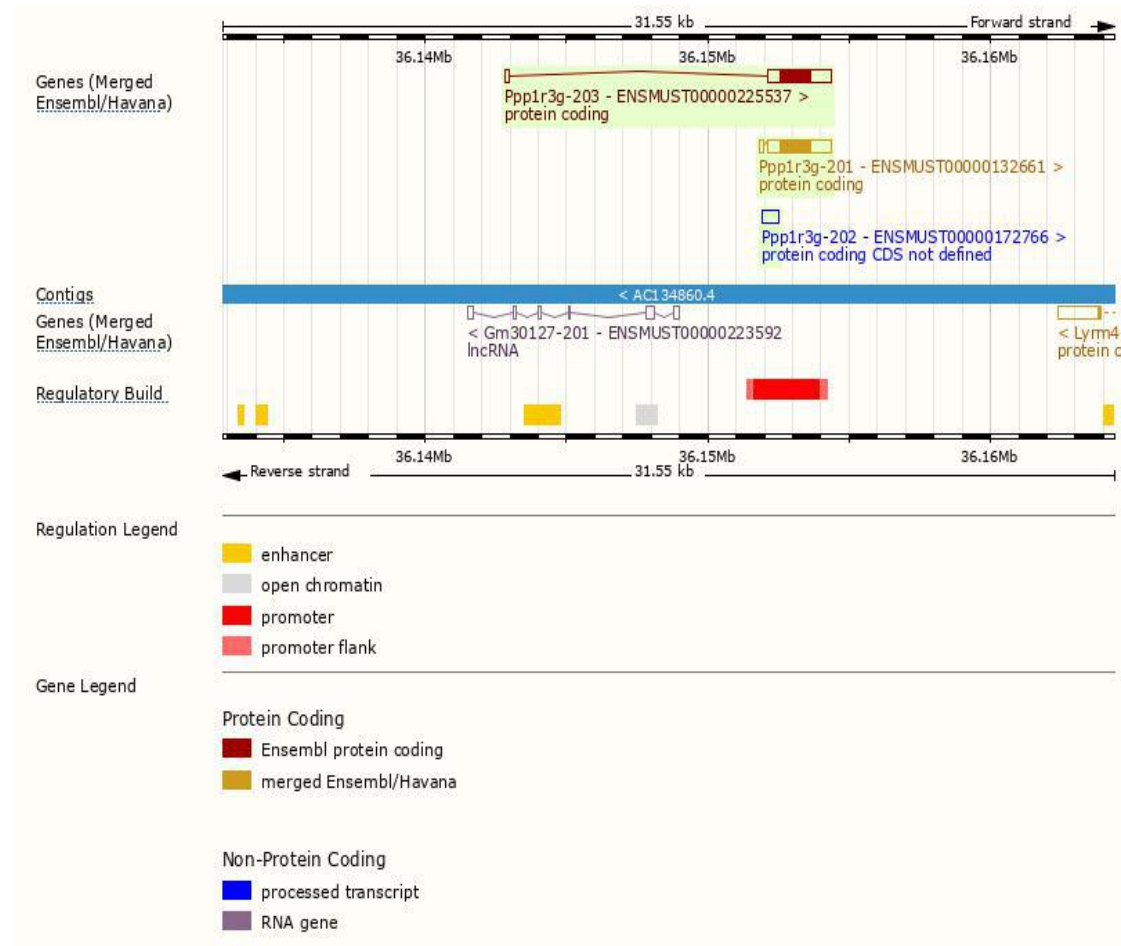 31.55 kb
Forward strand
36.14Mb 36.15Mb 36.16Mb
Genes (Merged
Ensembl/Havana)
Ppp1r3g-203 - ENSMUST00000225537 >
protein coding
Ppp1r3g-201 - ENSMUST00000132661 >
protein coding
Ppp1r3g-202 - ENSMUST00000172766 >
protein coding CDS not defined
Contigs
< AC134860.4
Genes (Merged
Ensembl/Havana)
< Gm30127-201 - ENSMUST00000223592
lncRNA
< Lyrm4
protein c
Regulatory Build
36.14Mb 36.15Mb 36.16Mb
Reverse strand
31.55 kb
Regulation Legend
enhancer
open chromatin
promoter
promoter flank
Gene Legend
Protein Coding
Ensembl protein coding
merged Ensembl/Havana
Non-Protein Coding
processed transcript
RNA gene